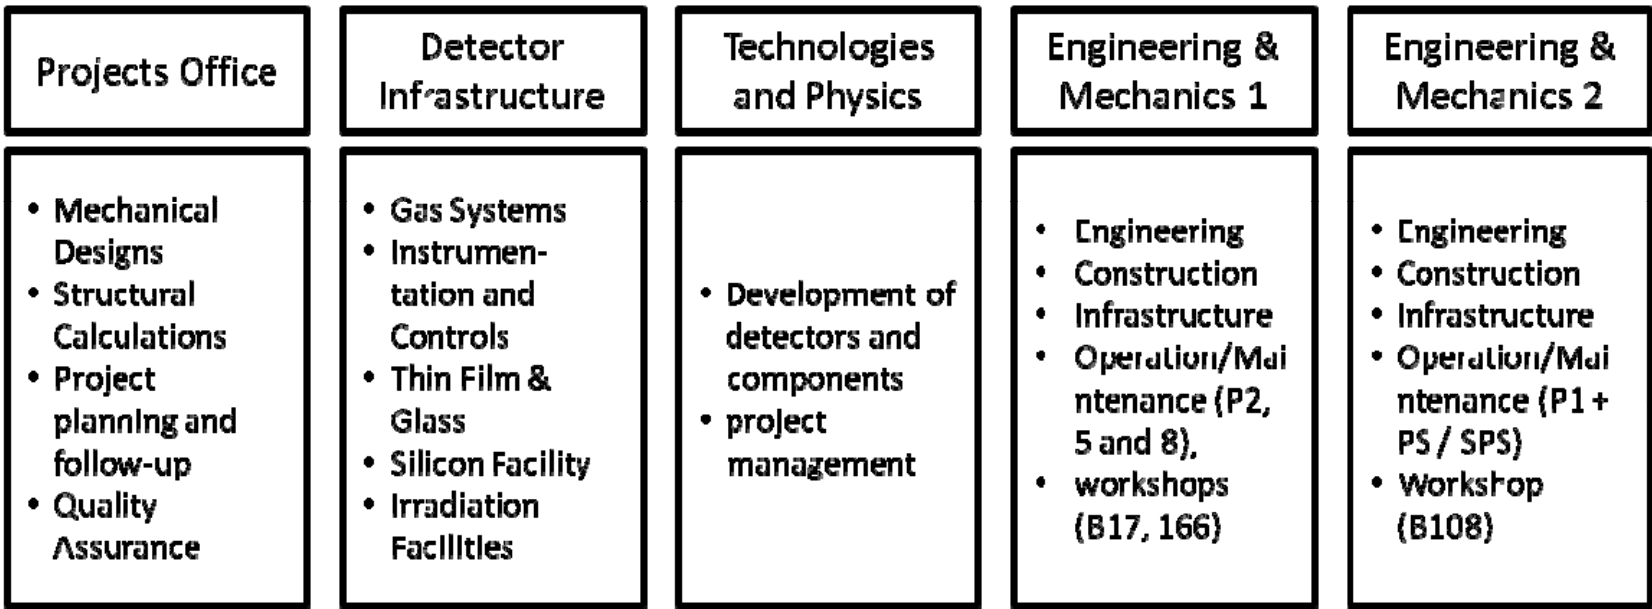 Projects Office
Detector
Infrastructure
Technologies
and Physics
Engineering &
Mechanics 1
Engineering &
Mechanics 2
• Mechanical
Designs
• Structural
Calculations
• Project
planning and
follow-up
• Quality
Assurance
• Gas Systems
• Instrumen-
tation and
Controls
• Thin Film &
Glass
• Silicon Facility
• Irradiation
Facilities
• Development of
detectors and
components
• project
management
• Engineering
• Construction
• Infrastructure
• Operation/Mai
ntenance (P2,
5 and 8),
• workshops
(B17, 166)
• Engineering
• Construction
• Infrastructure
• Operation/Mai
ntenance (P1 +
PS / SPS)
• Workshop
(B108)